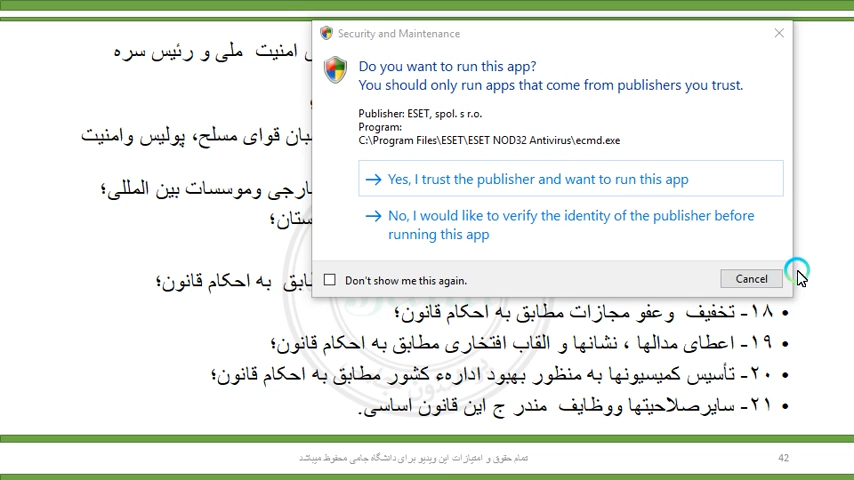 Security and Maintenance
Do you want to run this app?
You should only run apps that come from publishers you trust.
Publisher: ESET, spol. s r.o.
Program:
C:\Program Files\ESET\ESET NOD32 Antivirus\ecmd.exe
Yes, I trust the publisher and want to run this app
No, I would like to verify the identity of the publisher before
running this app
Don't show me this again.
Cancel
امنیت ملی و رئیس سره
قوای مسلح، پولیس وامنیت
وموسسات بین المللی؛
به احکام قانون؛
• ۱۸- تخفیف وعفو مجازات مطابق به احکام قانون؛
• ۱۹- اعطای مدالها ، نشانها و القاب افتخاری مطابق به احکام قانون؛
• ۲۰- تأسیس کمیسیونها به منظور بهبود ادارهء کشور مطابق به احکام قانون؛
• ۲۱- سایرصلاحیتها ووظایف مندر ج این قانون اساسی.
تمام حقوق و امتیازات این ویدیو برای دانشگاه جامی محفوظ میباشد
42